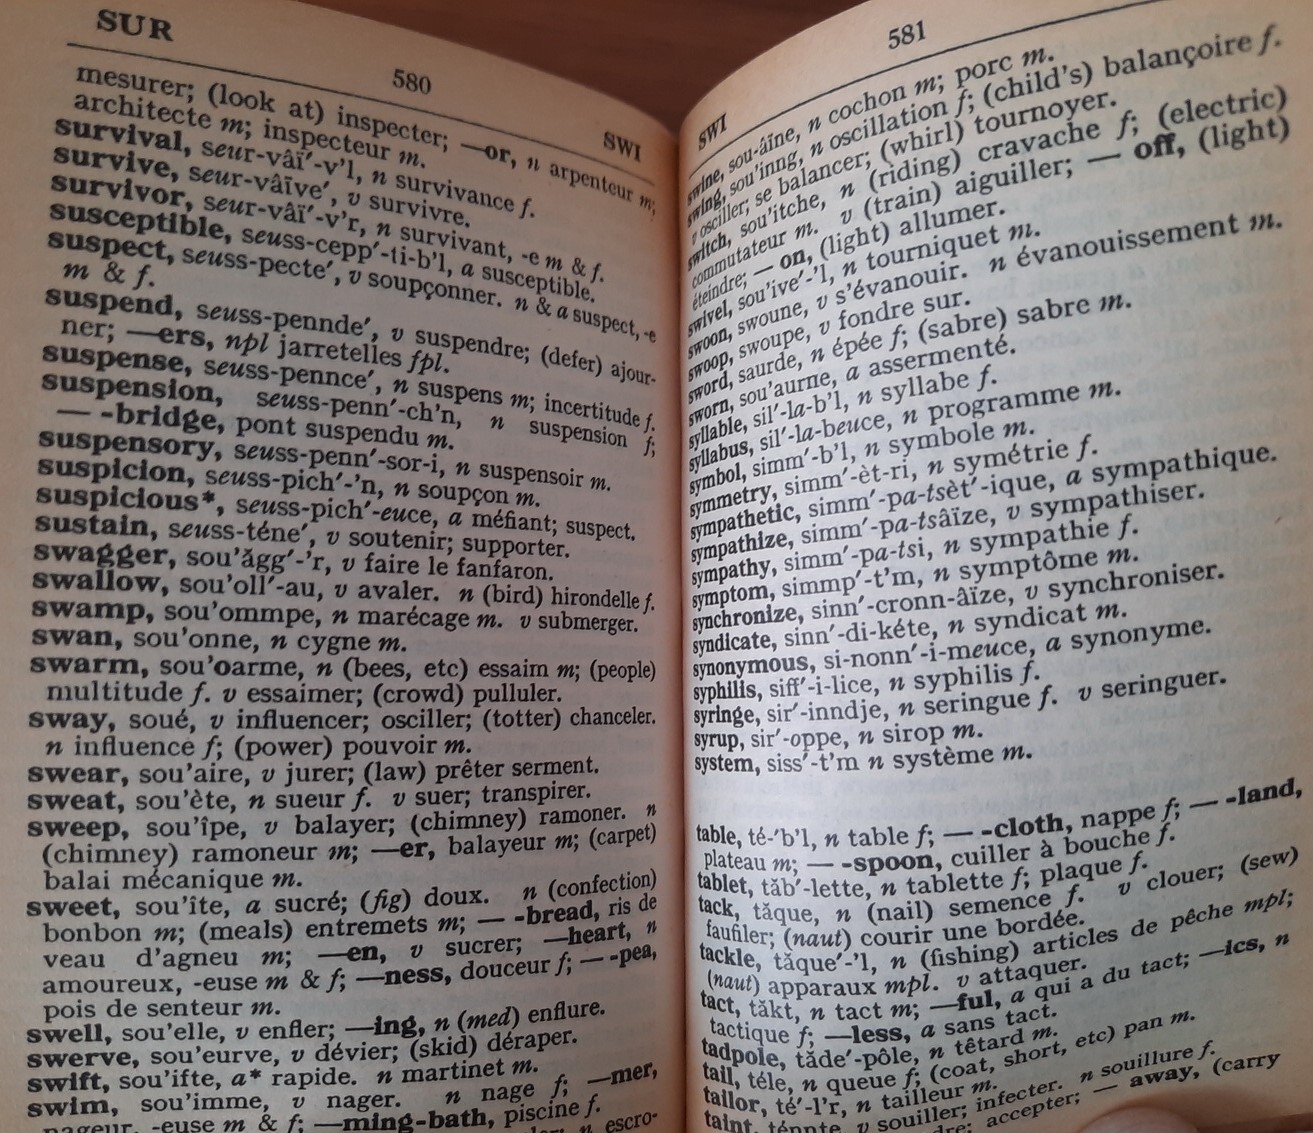 SUR
580
SWI
mesurer; (look at) inspecter; —or, n arpenteur m;
architecte m; inspecteur m.
survival, seur-vâï′-v'l, n survivance f.
survive, seur-vâïve′, v survivre.
survivor, seur-vâï′-v'r, n survivant, -e m & f.
susceptible, seuss-cepp′-ti-b'l, a susceptible.
suspect, seuss-pecte′, v soupçonner. n & a suspect, -e
m & f.
suspend, seuss-pennde′, v suspendre; (defer) ajour-
ner; —ers, npl jarretelles fpl.
suspense, seuss-pennce′, n suspens m; incertitude f.
suspension, seuss-penn′-ch'n, n suspension f;
— -bridge, pont suspendu m.
suspensory, seuss-penn′-sor-i, n suspensoir m.
suspicion, seuss-pich′-'n, n soupçon m.
suspicious*, seuss-pich′-euce, a méfiant; suspect.
sustain, seuss-téne′, v soutenir; supporter.
swagger, sou'ăgg′-'r, v faire le fanfaron.
swallow, sou'oll′-au, v avaler. n (bird) hirondelle f.
swamp, sou'ommpe, n marécage m. v submerger.
swan, sou'onne, n cygne m.
swarm, sou'oarme, n (bees, etc) essaim m; (people)
multitude f. v essaimer; (crowd) pulluler.
sway, soué, v influencer; osciller; (totter) chanceler.
n influence f; (power) pouvoir m.
swear, sou'aire, v jurer; (law) prêter serment.
sweat, sou'ète, n sueur f. v suer; transpirer.
sweep, sou'îpe, v balayer; (chimney) ramoner. n
(chimney) ramoneur m; —er, balayeur m; (carpet)
balai mécanique m.
sweet, sou'îte, a sucré; (fig) doux. n (confection)
bonbon m; (meals) entremets m; — -bread, ris de
veau d'agneu m; —en, v sucrer; —heart, n
amoureux, -euse m & f; —ness, douceur f; — -pea,
pois de senteur m.
swell, sou'elle, v enfler; —ing, n (med) enflure.
swerve, sou'eurve, v dévier; (skid) déraper.
swift, sou'ifte, a* rapide. n martinet m.
swim, sou'imme, v nager. n nage f; —mer,
nageur, -euse m & f; —ming-bath, piscine f.
n escro-
581
SWI
swine, sou-âïne, n cochon m; porc m.
swing, sou'inng, n oscillation f; (child's) balançoire f.
v osciller; se balancer; (whirl) tournoyer.
switch, sou'itche, n (riding) cravache f; (electric)
commutateur m. v (train) aiguiller; — off, (light)
éteindre; — on, (light) allumer.
swivel, sou'ive′-'l, n tourniquet m.
swoon, swoune, v s'évanouir. n évanouissement m.
swoop, swoupe, v fondre sur.
sword, saurde, n épée f; (sabre) sabre m.
sworn, sou'aurne, a assermenté.
syllable, sil′-la-b'l, n syllabe f.
syllabus, sil′-la-beuce, n programme m.
symbol, simm′-b'l, n symbole m.
symmetry, simm′-èt-ri, n symétrie f.
sympathetic, simm′-pa-tsèt′-ique, a sympathique.
sympathize, simm′-pa-tsâïze, v sympathiser.
sympathy, simm′-pa-tsi, n sympathie f.
symptom, simmp′-t'm, n symptôme m.
synchronize, sinn′-cronn-âïze, v synchroniser.
syndicate, sinn′-di-kéte, n syndicat m.
synonymous, si-nonn′-i-meuce, a synonyme.
syphilis, siff′-i-lice, n syphilis f.
syringe, sir′-inndje, n seringue f. v seringuer.
syrup, sir′-oppe, n sirop m.
system, siss′-t'm n système m.
table, té-′b'l, n table f; — -cloth, nappe f; — -land,
plateau m; — -spoon, cuiller à bouche f.
tablet, tăb′-lette, n tablette f; plaque f.
tack, tăque, n (nail) semence f. v clouer; (sew)
faufiler; (naut) courir une bordée.
tackle, tăque′-'l, n (fishing) articles de pêche mpl;
(naut) apparaux mpl. v attaquer.
tact, tăkt, n tact m; —ful, a qui a du tact; —ics, n
tactique f; —less, a sans tact.
tadpole, tăde′-pôle, n têtard m.
tail, téle, n queue f; (coat, short, etc) pan m.
tailor, té′-l'r, n tailleur m.
taint, ténnte, v souiller; infecter. n souillure f.
accepter; — away, (carry